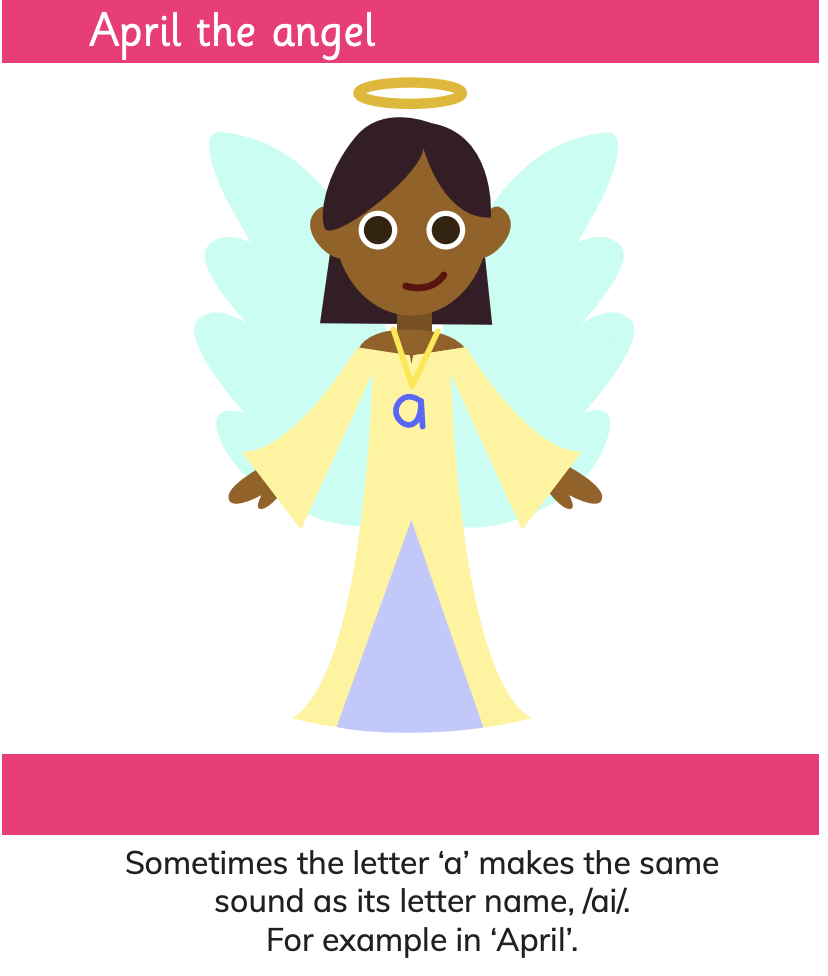 April the angel
a
Sometimes the letter ‘a’ makes the same
sound as its letter name, /ai/.
For example in ‘April’.